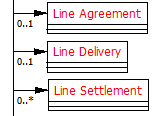 Line Agreement
0..1
Line Delivery
0..1
Line Settlement
0..*